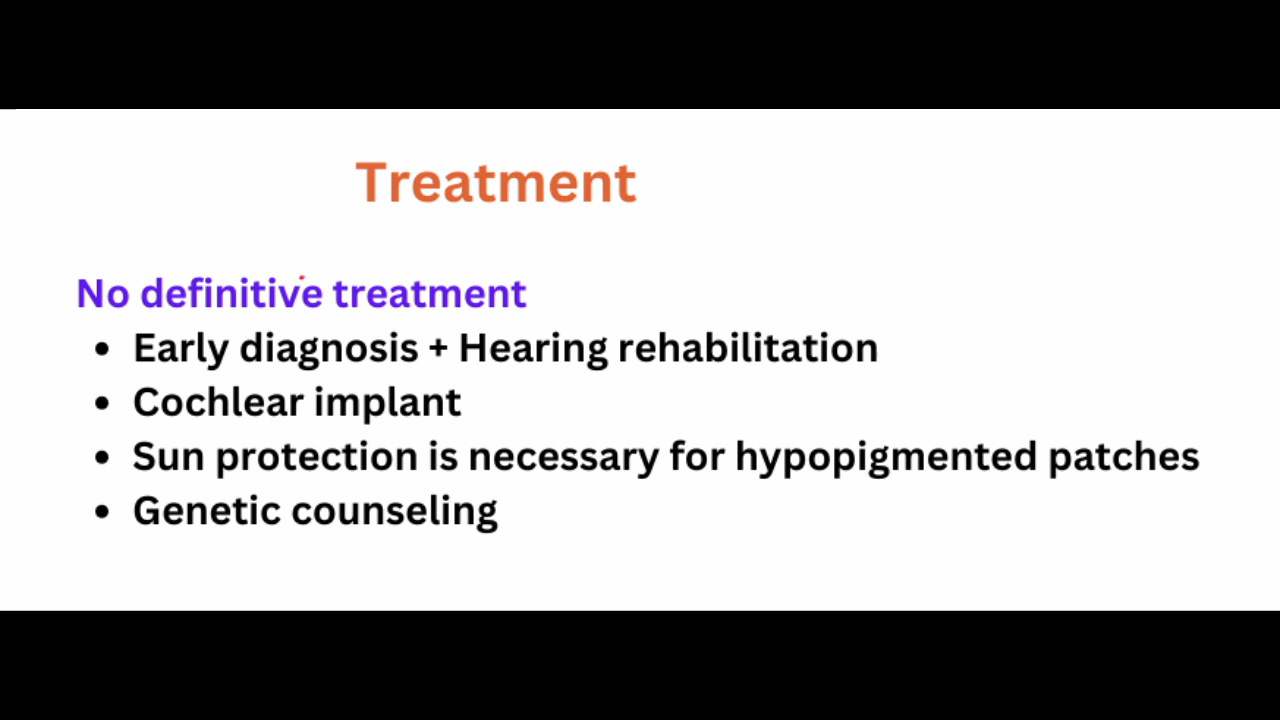 Treatment
No definitive treatment
• Early diagnosis + Hearing rehabilitation
• Cochlear implant
• Sun protection is necessary for hypopigmented patches
• Genetic counseling